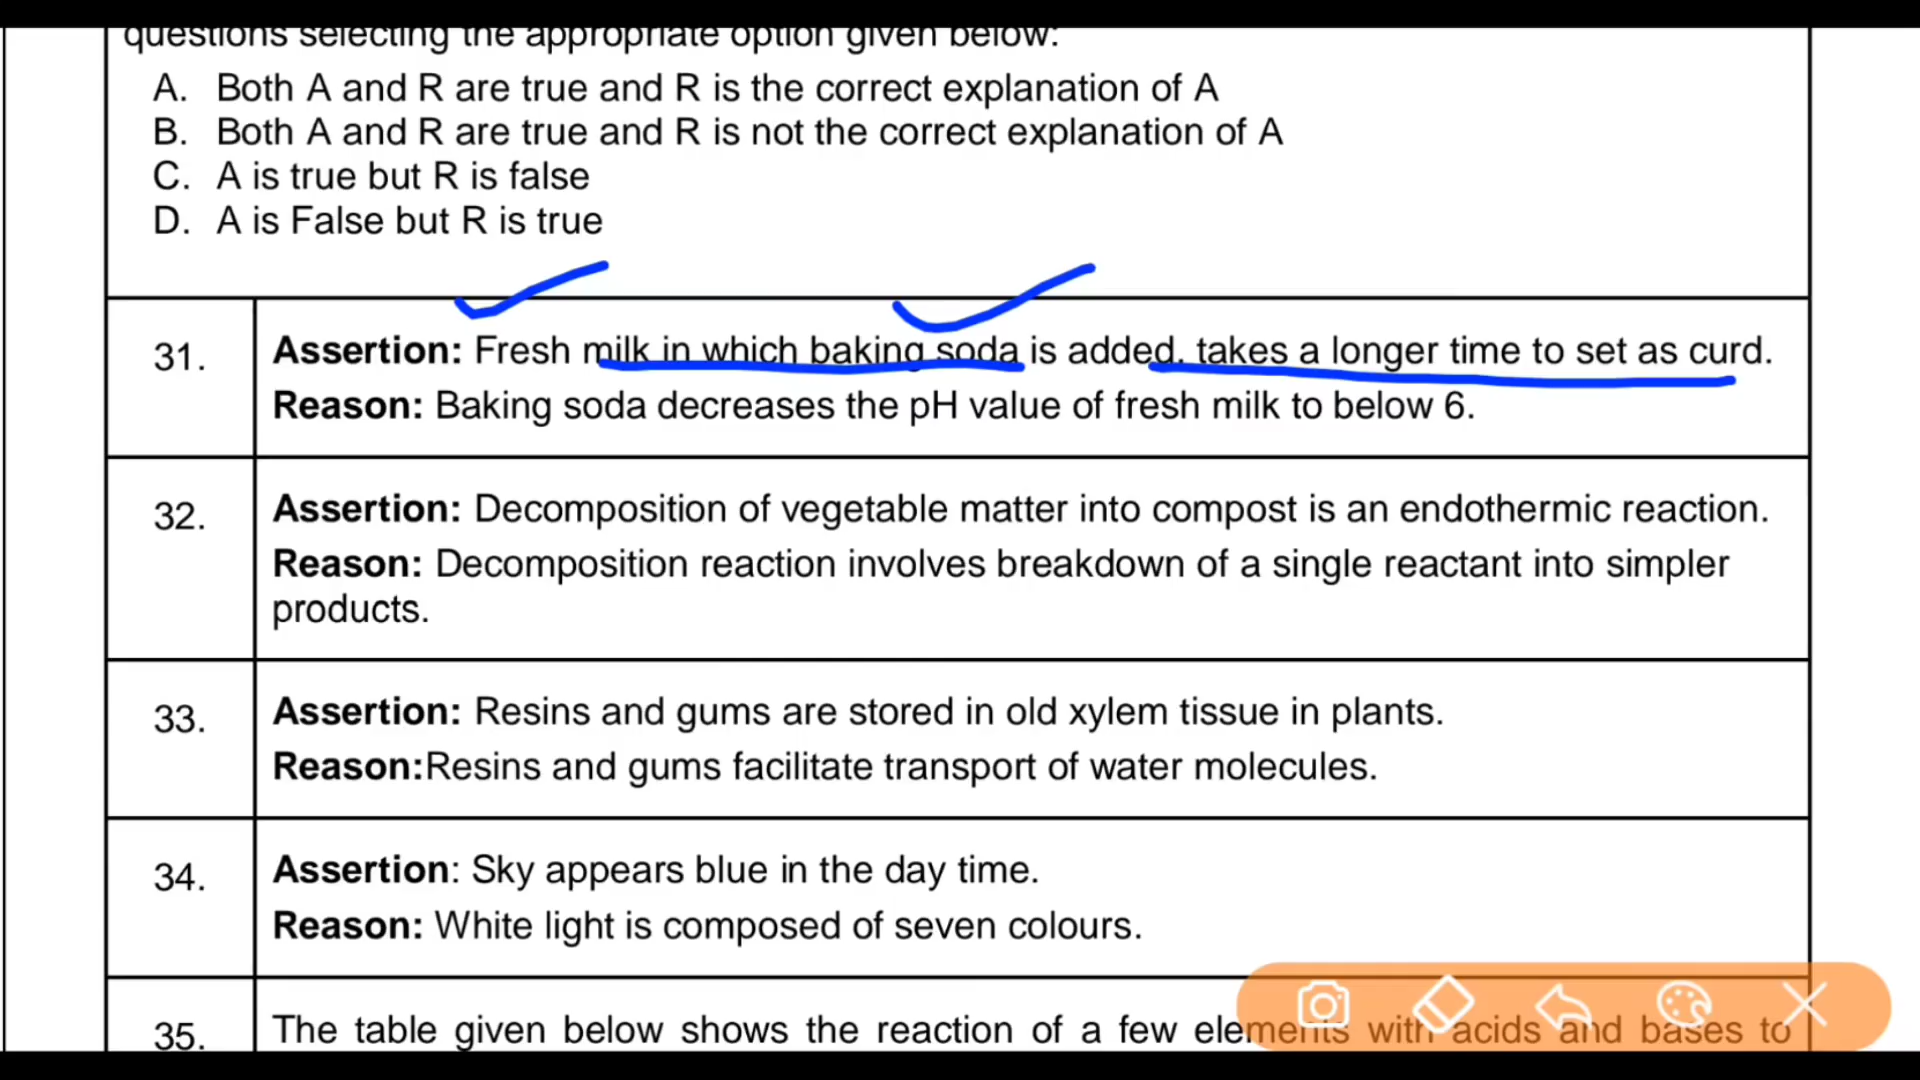 questions selecting the appropriate option given below:
A. Both A and R are true and R is the correct explanation of A
B. Both A and R are true and R is not the correct explanation of A
C. A is true but R is false
D. A is False but R is true
31. Assertion: Fresh milk in which baking soda is added, takes a longer time to set as curd.
Reason: Baking soda decreases the pH value of fresh milk to below 6.
32. Assertion: Decomposition of vegetable matter into compost is an endothermic reaction.
Reason: Decomposition reaction involves breakdown of a single reactant into simpler
products.
33. Assertion: Resins and gums are stored in old xylem tissue in plants.
Reason:Resins and gums facilitate transport of water molecules.
34. Assertion: Sky appears blue in the day time.
Reason: White light is composed of seven colours.
35. The table given below shows the reaction of a few elements with acids and bases to